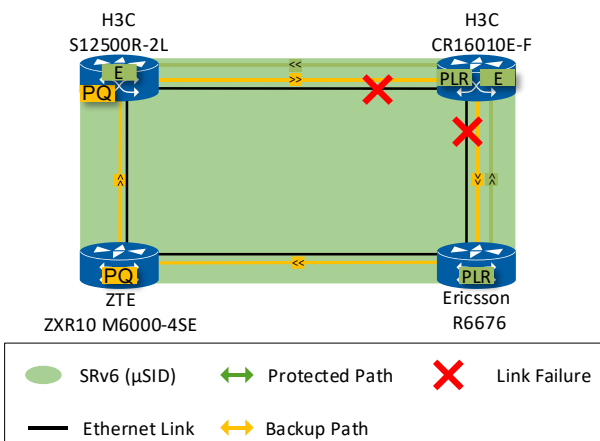 H3C
S12500R-2L
H3C
CR16010E-F
E
PQ
<<
>>
PLR
E
<<
>>
<<
<<
PQ
PLR
ZTE
ZXR10 M6000-4SE
Ericsson
R6676
SRv6 (µSID)
Protected Path
Link Failure
Ethernet Link
Backup Path